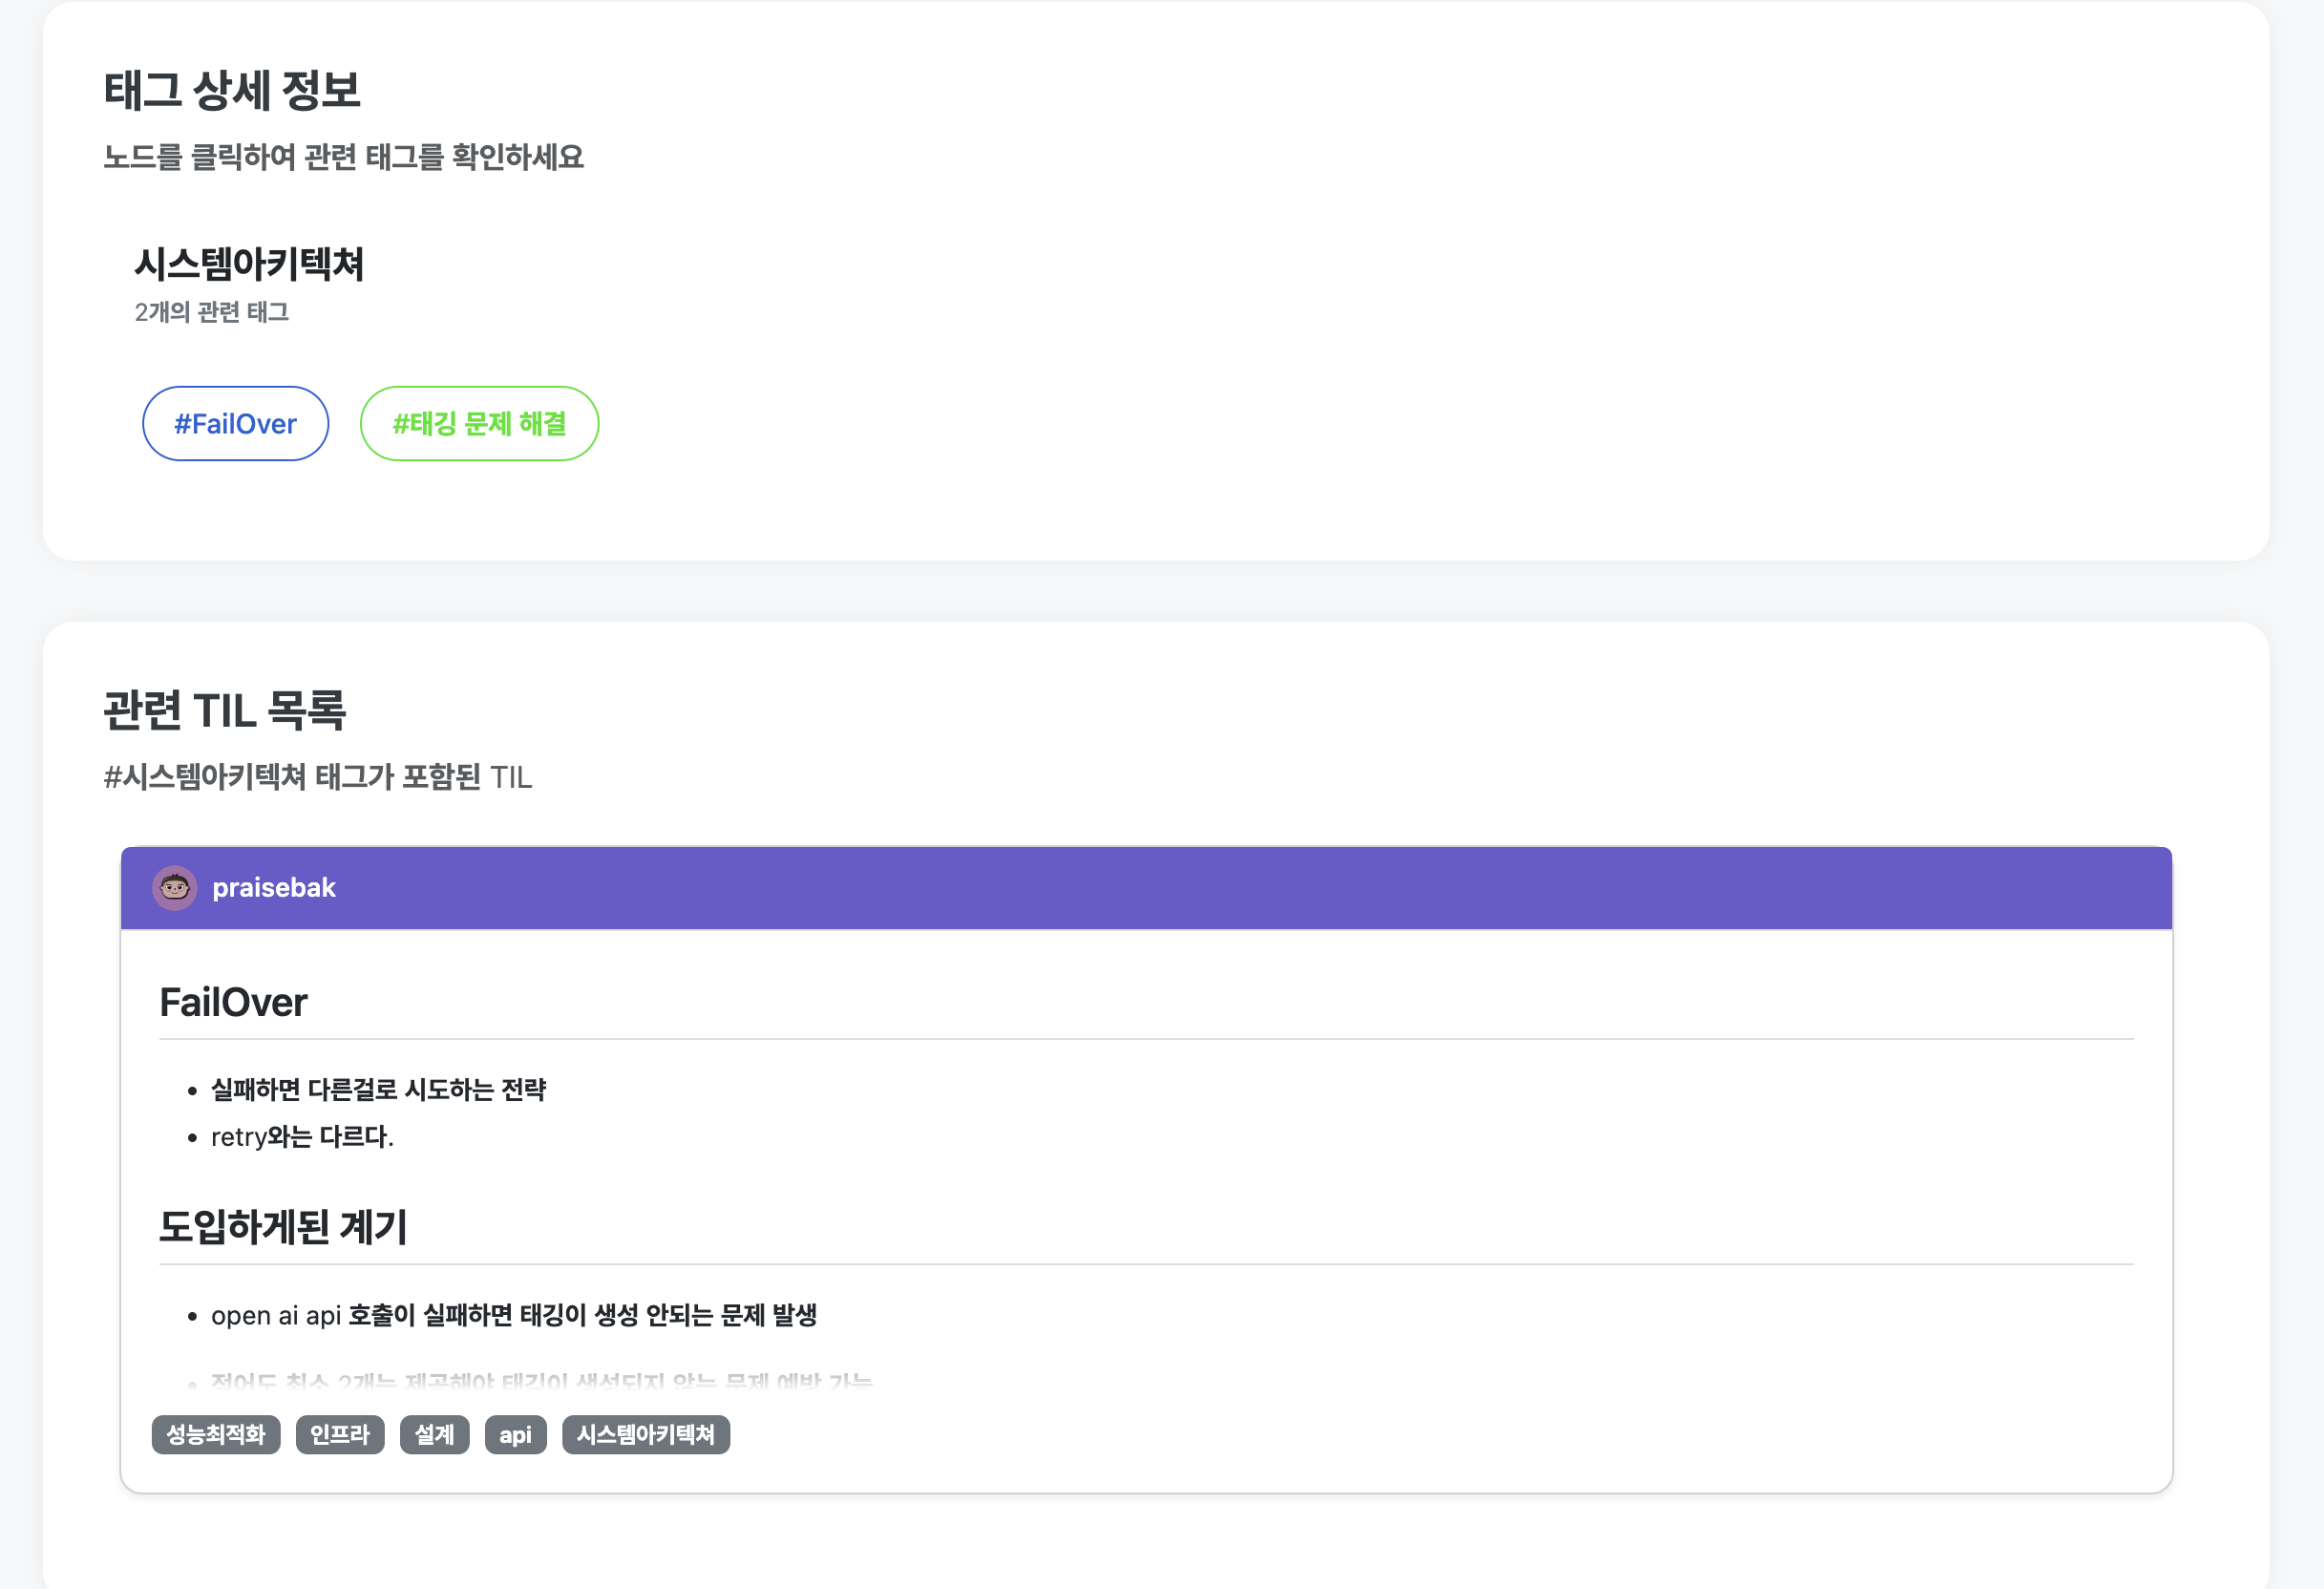 태그 상세 정보
노드를 클릭하여 관련 태그를 확인하세요
시스템아키텍쳐
2개의 관련 태그
#FailOver #태깅 문제 해결
관련 TIL 목록
#시스템아키텍쳐 태그가 포함된 TIL
praisebak
FailOver
• 실패하면 다른걸로 시도하는 전략
• retry와는 다르다.
도입하게된 계기
• open ai api 호출이 실패하면 태깅이 생성 안되는 문제 발생
• 적어도 최소 2개는 제공해야 태깅이 생성되지 않는 문제 예방 가능
성능최적화 인프라 설계 api 시스템아키텍쳐